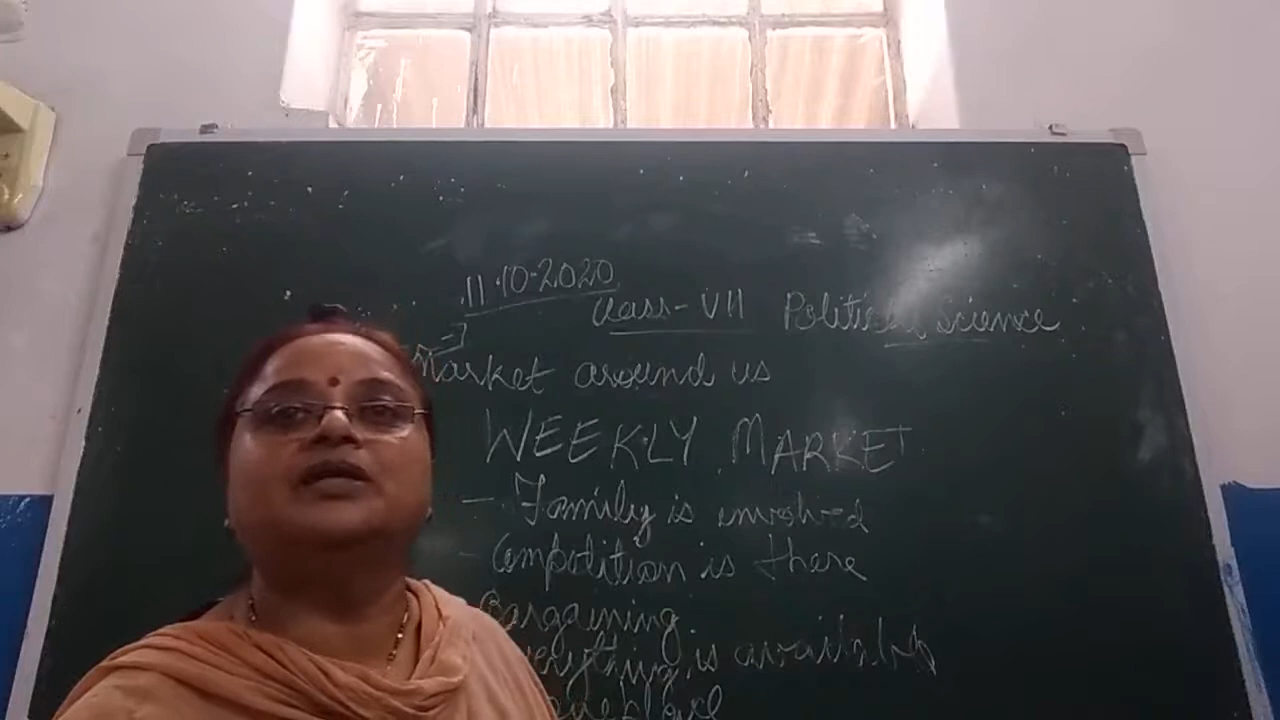 11.10.2020
Class-VII Political Science
Market around us
WEEKLY MARKET
- Family is involved
- Competition is there
Bargaining
is available